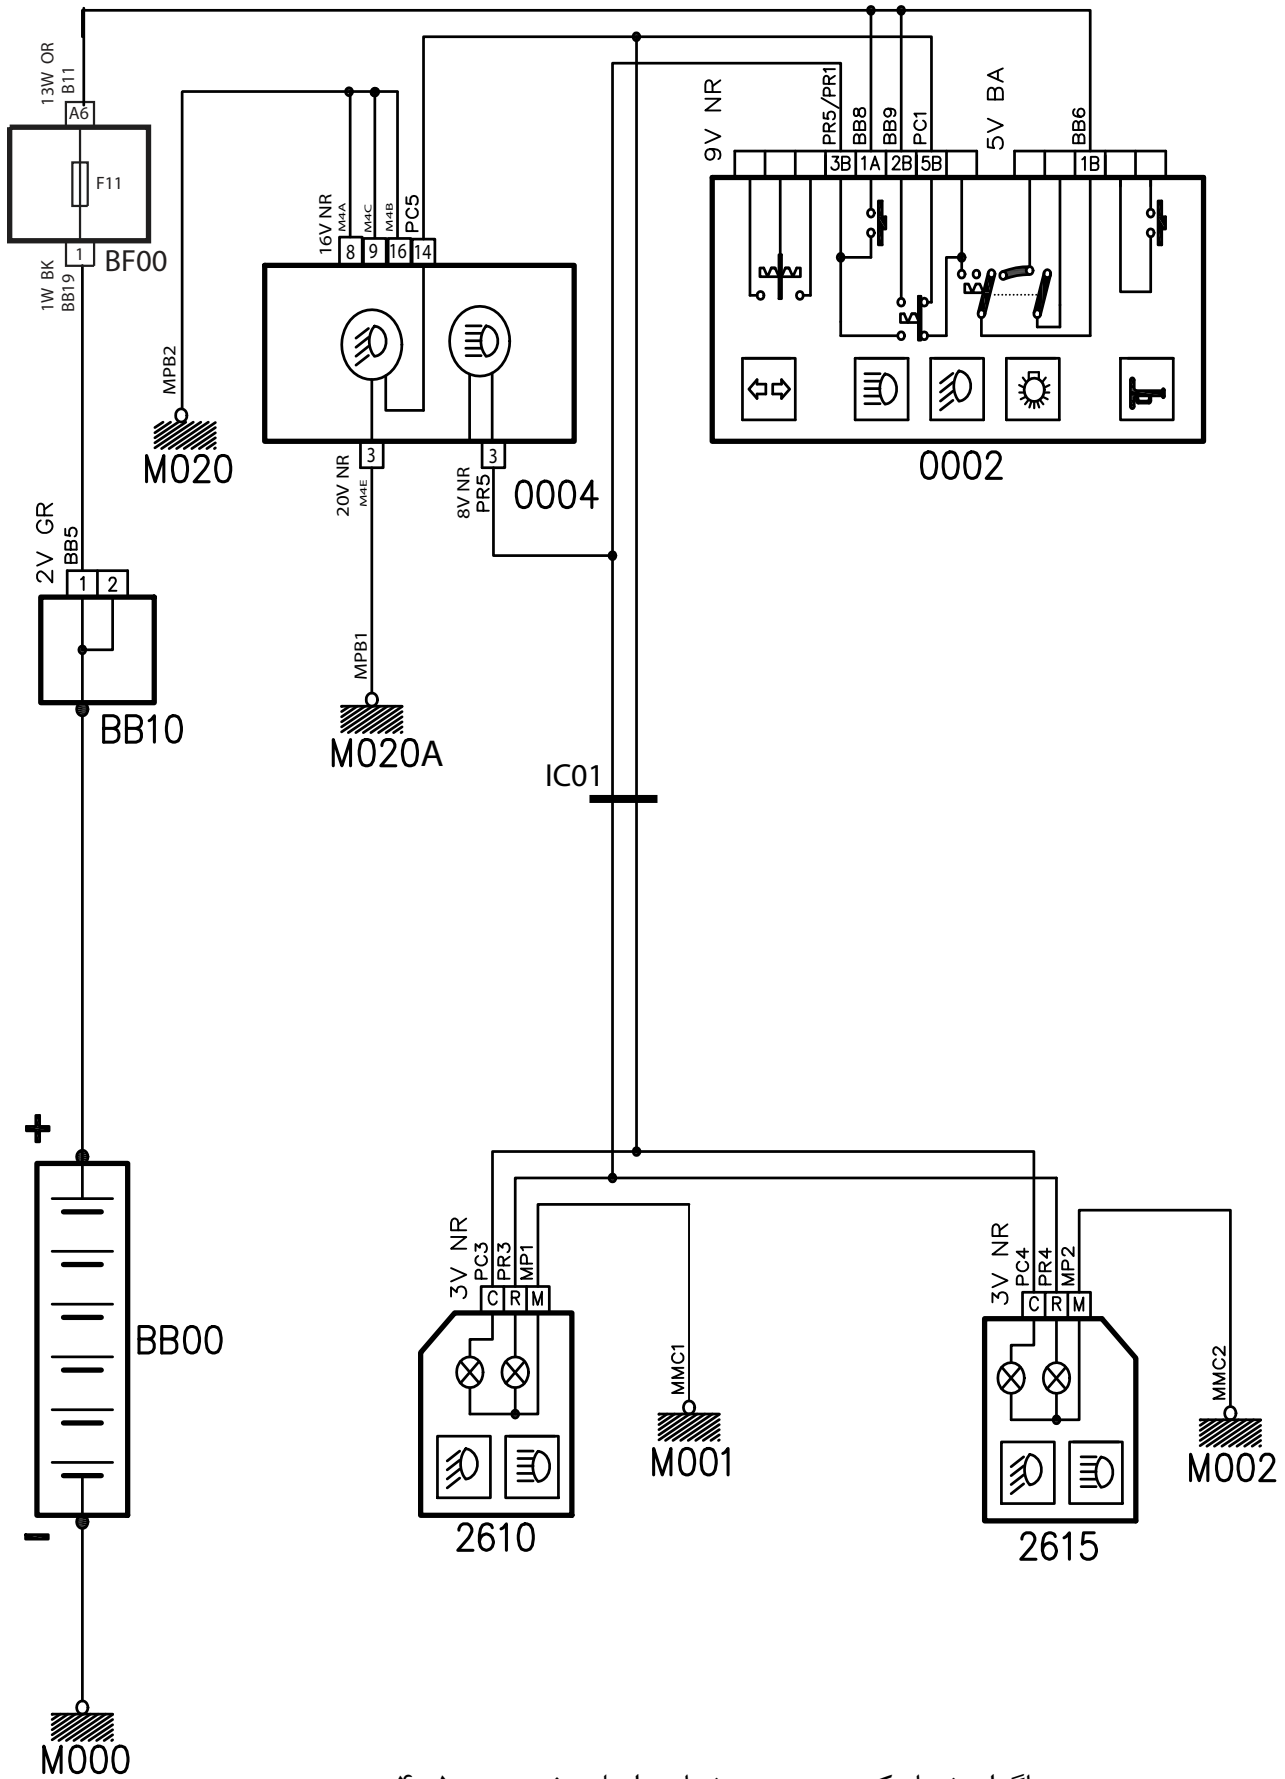 13W OR
B11
A6
F11
1
BF00
1W BK
BB19
MPB2
M020
16V NR
M4A
M4C
M4B
PC5
8
9
16
14
3
3
20V NR
M4E
8V NR
PR5
0004
MPB1
M020A
9V NR
PR5/PR1
BB8
BB9
PC1
5V BA
BB6
3B
1A
2B
5B
1B
0002
2V GR
BB5
1
2
BB10
IC01
+
BB00
-
M000
3V NR
PC3
PR3
MP1
C
R
M
2610
MMC1
M001
3V NR
PC4
PR4
MP2
C
R
M
2615
MMC2
M002